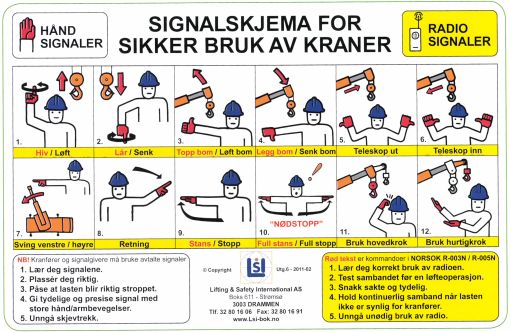 HÅND
SIGNALER
SIGNALSKJEMA FOR
SIKKER BRUK AV KRANER
RADIO
SIGNALER
1.
Hiv / Løft
2.
Lår / Senk
3.
Topp bom / Løft bom
4.
Legg bom / Senk bom
5.
Teleskop ut
6.
Teleskop inn
7.
Sving venstre / høyre
8.
Retning
9.
Stans / Stopp
10.
"NØDSTOPP"
Full stans / Full stopp
11.
Bruk hovedkrok
12.
Bruk hurtigkrok
NB! Kranfører og signalgivere må bruke avtalte signaler
1. Lær deg signalene.
2. Plassér deg riktig.
3. Påse at lasten blir riktig stroppet.
4. Gi tydelige og presise signal med
store hånd/armbevegelser.
5. Unngå skjevtrekk.
© Copyright
LSI
Utg.6 - 2011-02
Lifting & Safety International AS
Boks 611 - Strømsø
3003 DRAMMEN
Tlf. 32 80 16 06 Fax: 32 80 16 91
www.Lsi-bok.no
Rød tekst er kommandoer i NORSOK R-003N / R-005N
1. Lær deg korrekt bruk av radioen.
2. Test sambandet før en løfteoperasjon.
3. Snakk sakte og tydelig.
4. Hold kontinuerlig samband når lasten
ikke er synlig for kranfører.
5. Unngå unødig bruk av radio.